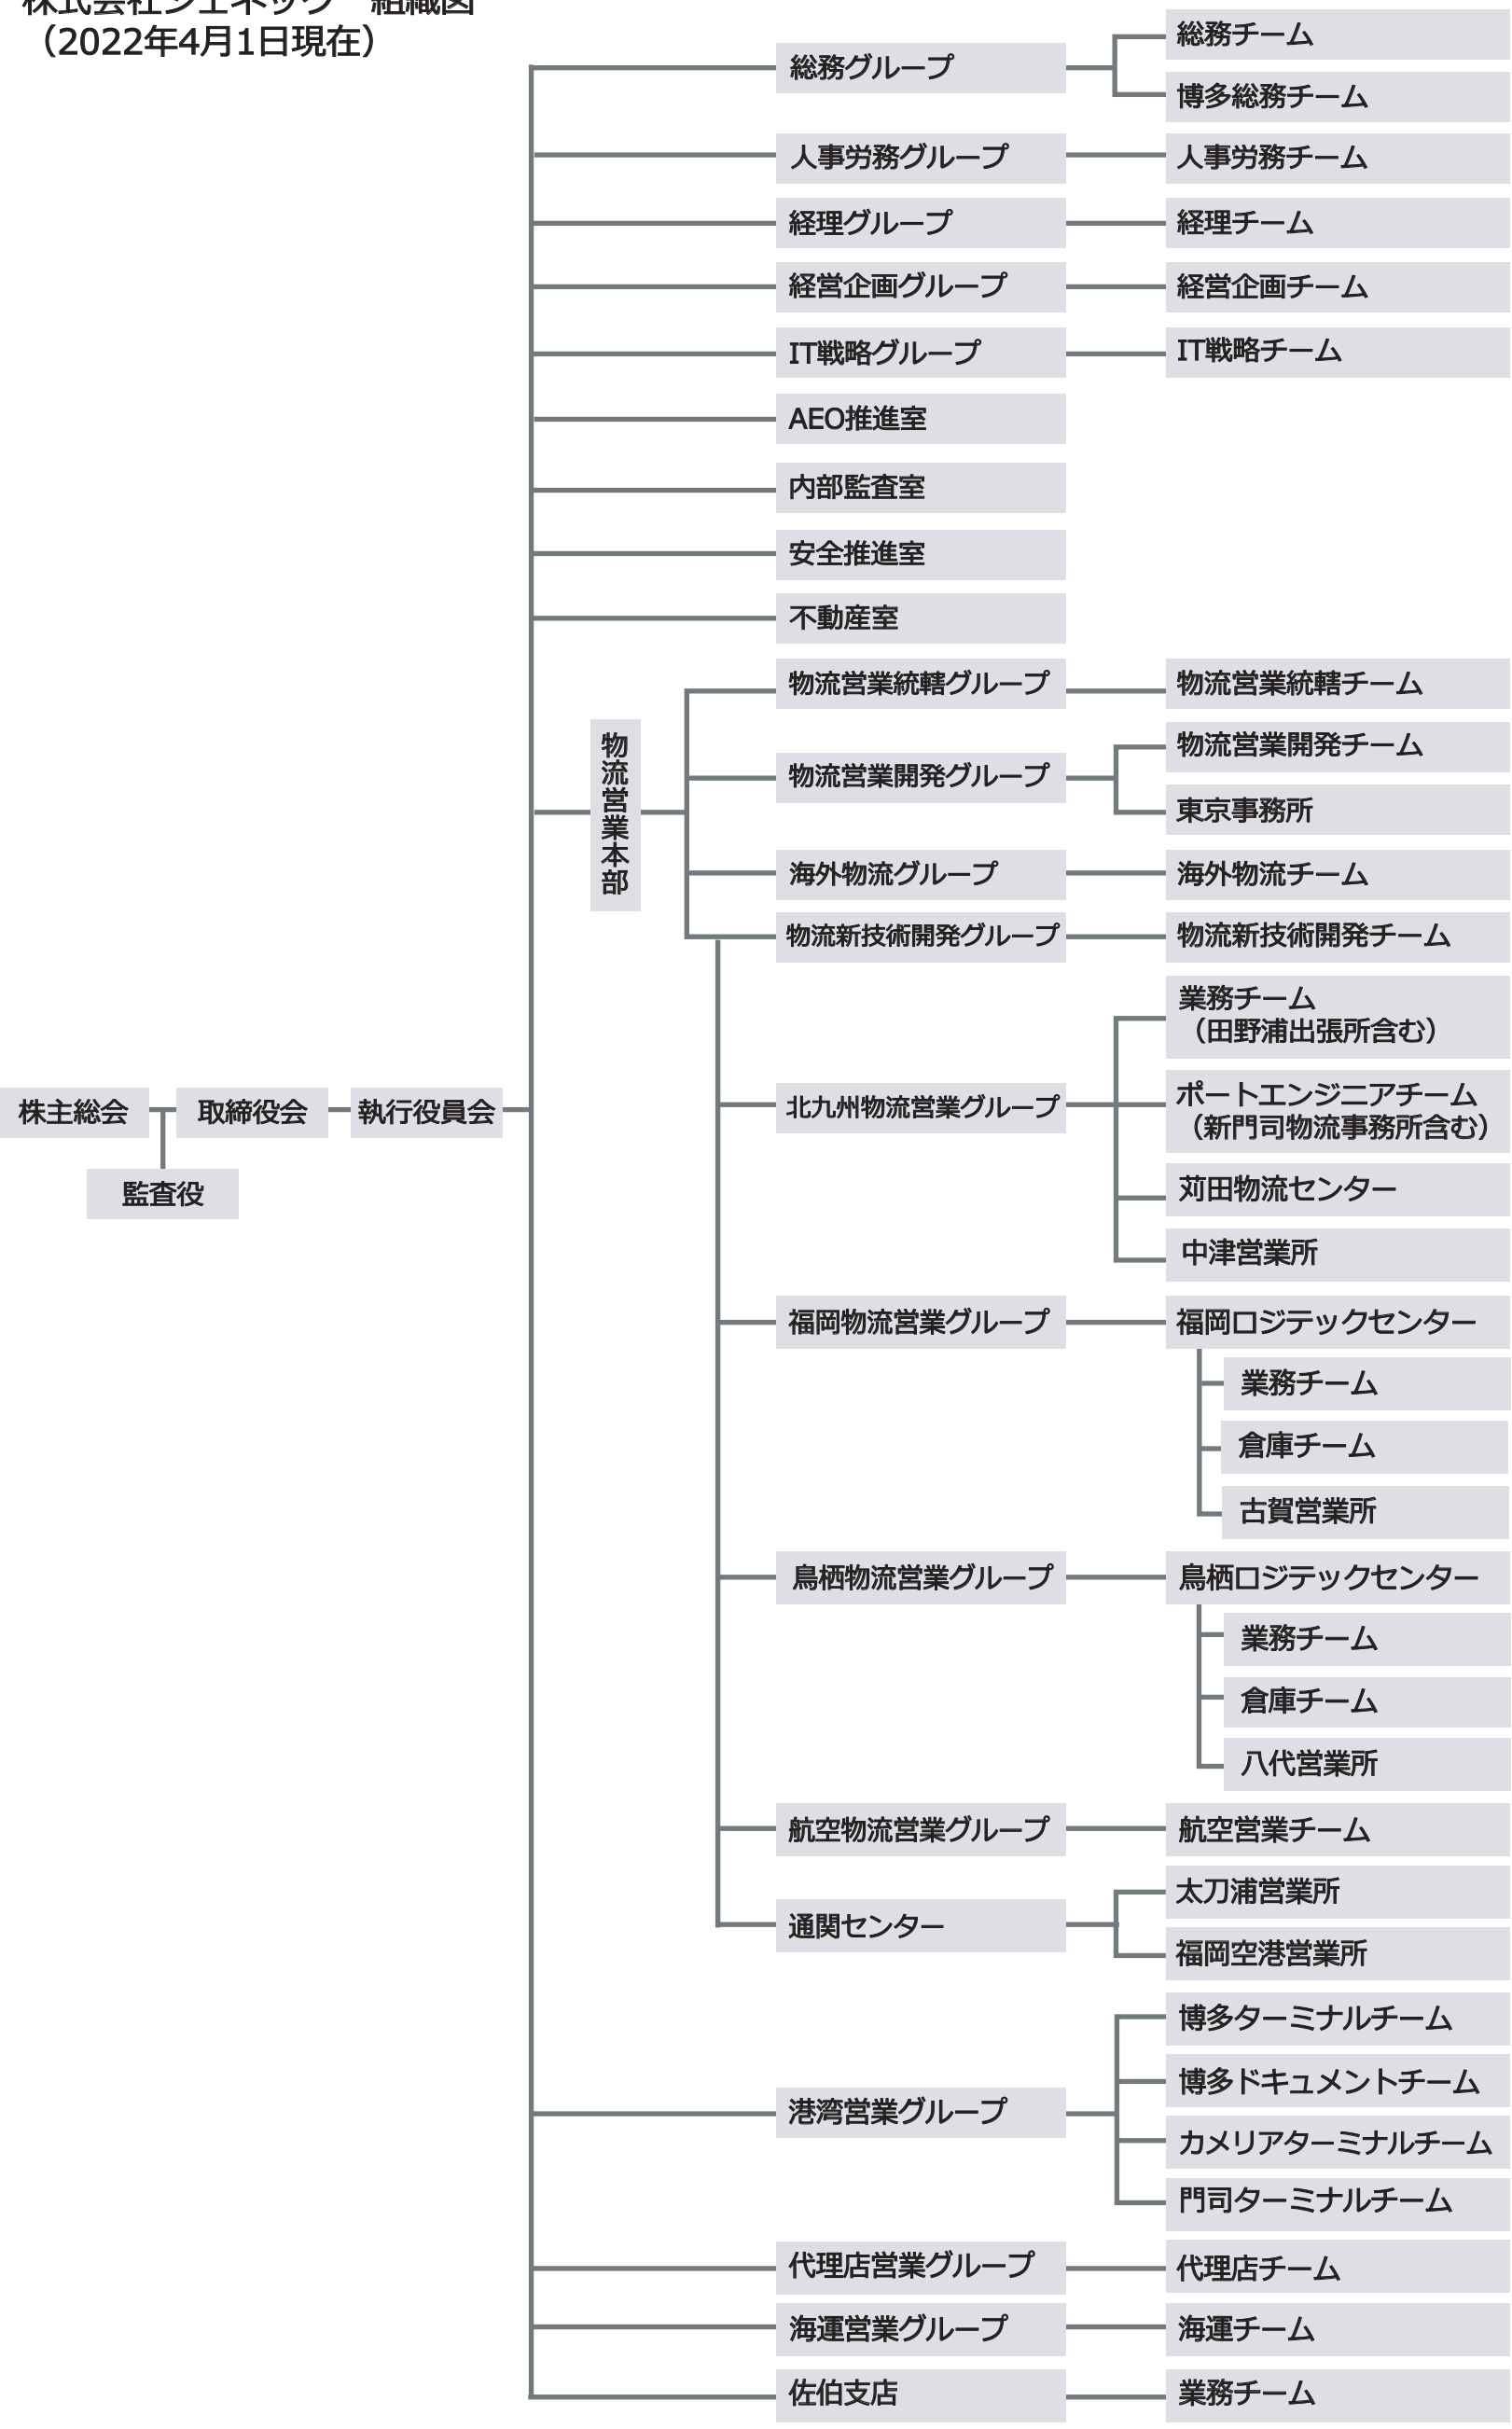 株式会社ジェネック 組織図
（2022年4月1日現在）
総務グループ
総務チーム
博多総務チーム
人事労務グループ
人事労務チーム
経理グループ
経理チーム
経営企画グループ
経営企画チーム
IT戦略グループ
IT戦略チーム
AEO推進室
内部監査室
安全推進室
不動産室
物流営業本部
物流営業統轄グループ
物流営業統轄チーム
物流営業開発グループ
物流営業開発チーム
東京事務所
海外物流グループ
海外物流チーム
物流新技術開発グループ
物流新技術開発チーム
株主総会
取締役会
執行役員会
監査役
北九州物流営業グループ
業務チーム
（田野浦出張所含む）
ポートエンジニアチーム
（新門司物流事務所含む）
苅田物流センター
中津営業所
福岡物流営業グループ
福岡ロジテックセンター
業務チーム
倉庫チーム
古賀営業所
鳥栖物流営業グループ
鳥栖ロジテックセンター
業務チーム
倉庫チーム
八代営業所
航空物流営業グループ
航空営業チーム
通関センター
太刀浦営業所
福岡空港営業所
港湾営業グループ
博多ターミナルチーム
博多ドキュメントチーム
カメリアターミナルチーム
門司ターミナルチーム
代理店営業グループ
代理店チーム
海運営業グループ
海運チーム
佐伯支店
業務チーム